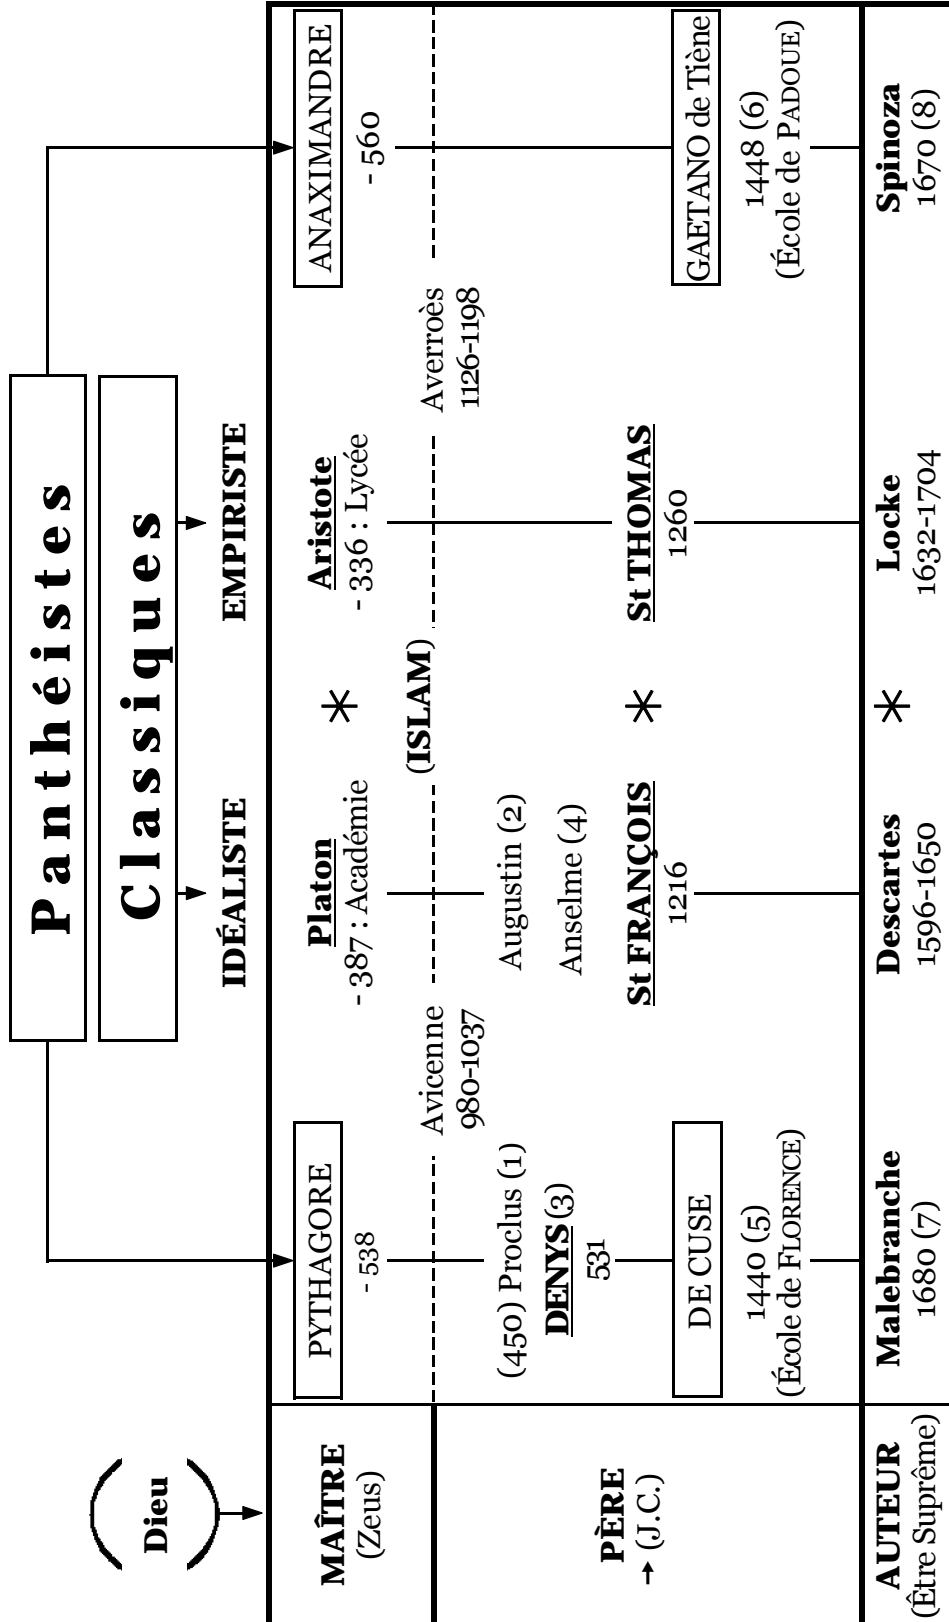 Panthéistes
Classiques
(Dieu)
IDÉALISTE
EMPIRISTE
MAÎTRE
(Zeus)
PYTHAGORE
- 538
Platon
- 387 : Académie
*
Aristote
- 336 : Lycée
ANAXIMANDRE
- 560
Avicenne
980-1037
(ISLAM)
Averroès
1126-1198
PÈRE
→ (J.C.)
(450) Proclus (1)
DENYS (3)
531
DE CUSE
1440 (5)
(École de FLORENCE)
Augustin (2)
Anselme (4)
St FRANÇOIS
1216
*
St THOMAS
1260
GAETANO de Tiène
1448 (6)
(École de PADOUE)
AUTEUR
(Être Suprême)
Malebranche
1680 (7)
Descartes
1596-1650
*
Locke
1632-1704
Spinoza
1670 (8)